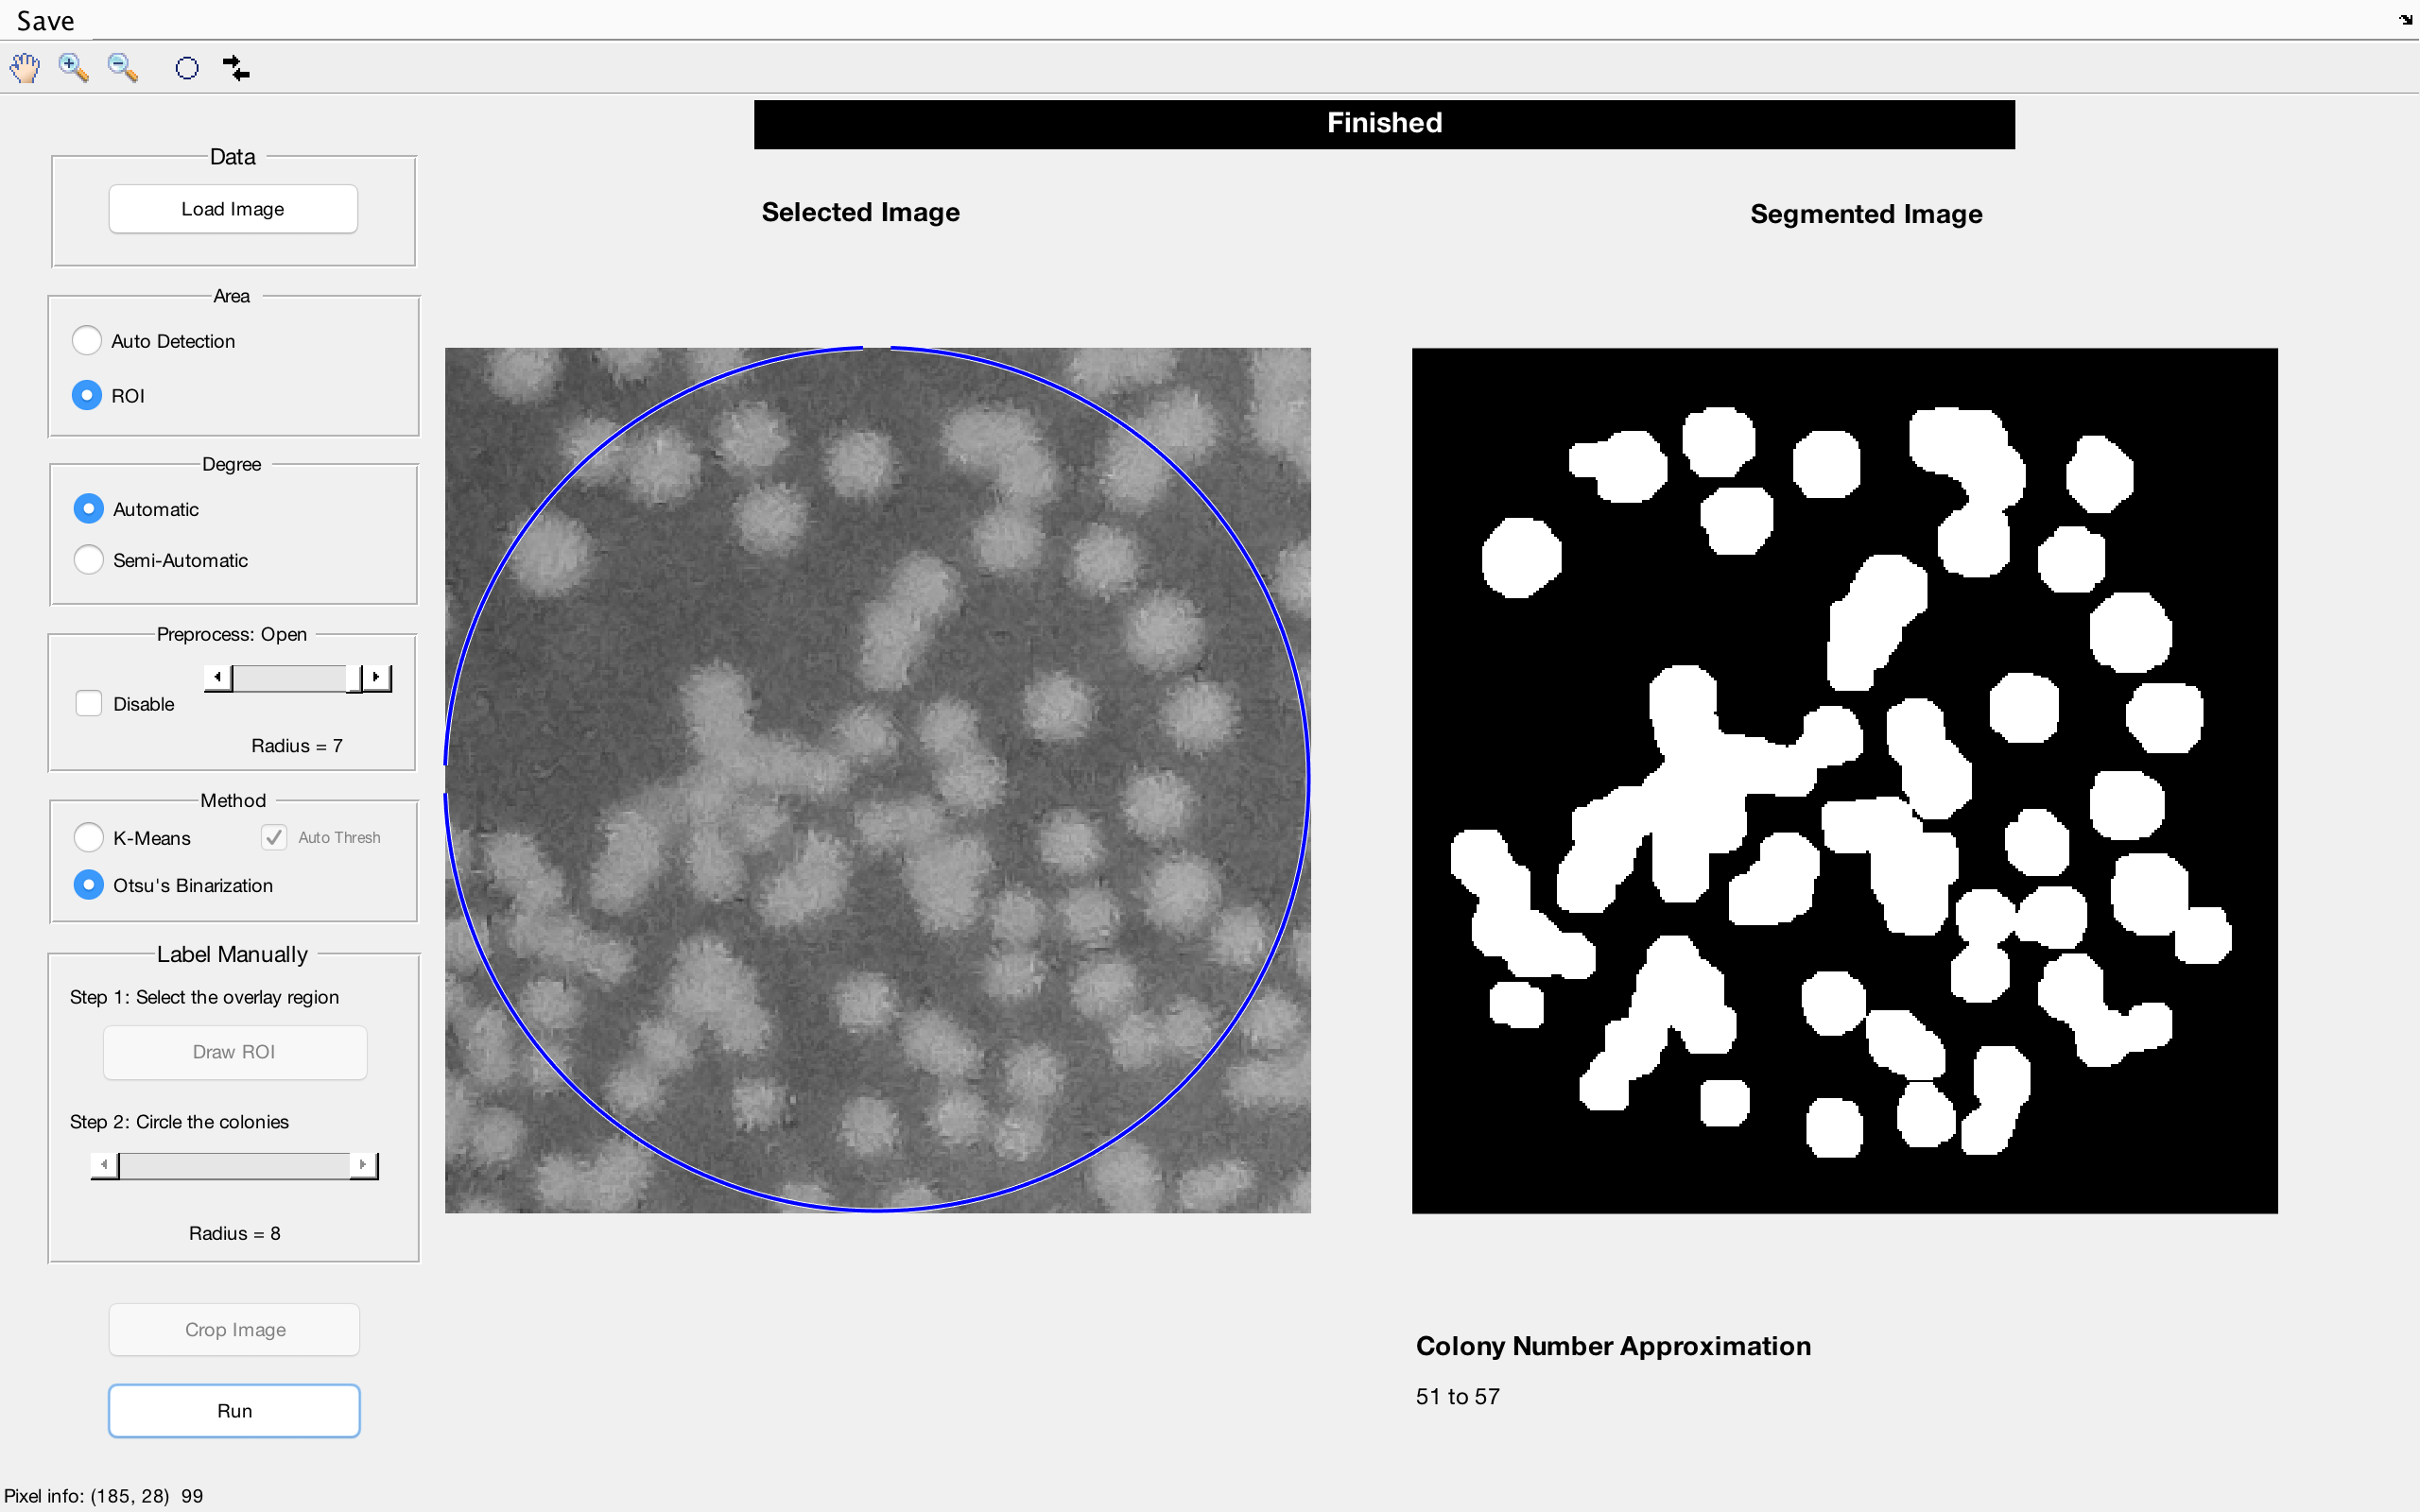 Save
Finished
Data
Load Image
Selected Image
Segmented Image
Area
Auto Detection
ROI
Degree
Automatic
Semi-Automatic
Preprocess: Open
Disable
Radius = 7
Method
K-Means
Auto Thresh
Otsu's Binarization
Label Manually
Step 1: Select the overlay region
Draw ROI
Step 2: Circle the colonies
Radius = 8
Crop Image
Colony Number Approximation
51 to 57
Run
Pixel info: (185, 28) 99